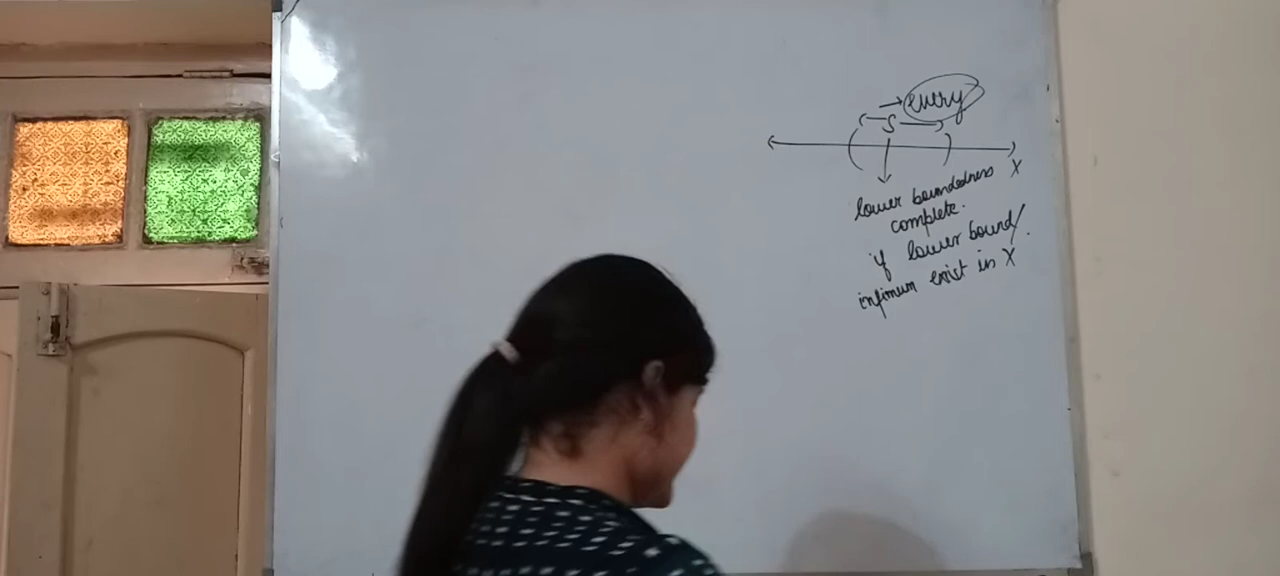 → every
S
X
lower boundedness
complete.
if lower bound/.
infimum exist in X